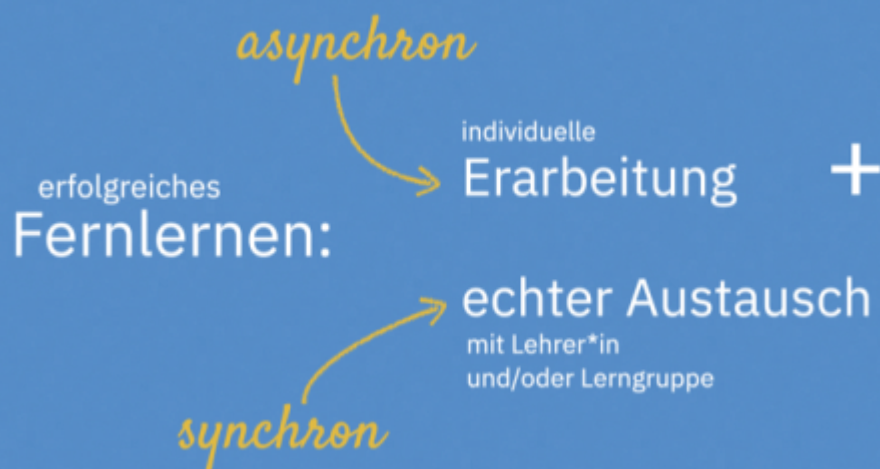 asynchron
individuelle
erfolgreiches
Erarbeitung +
Fernlernen:
echter Austausch
mit Lehrer*in
und/oder Lerngruppe
synchron